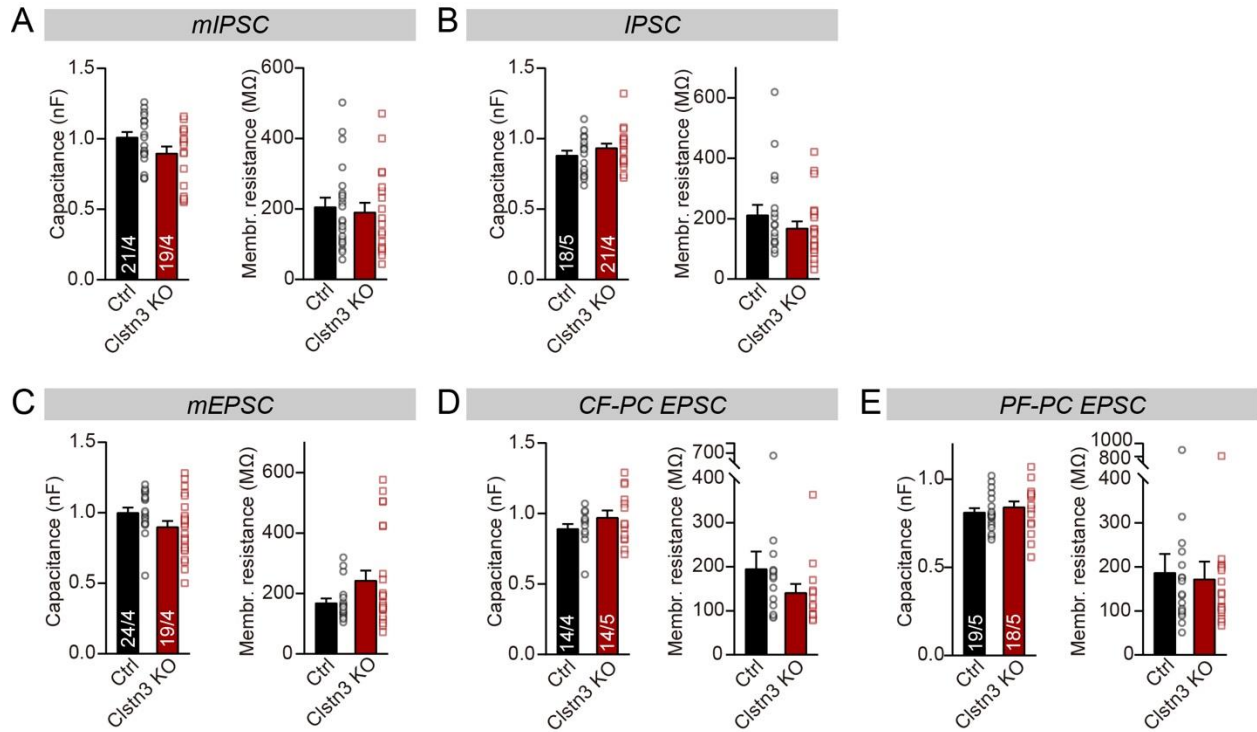 A
mIPSC
Capacitance (nF)
1.5
1.0
0.5
0.0
21/4
19/4
Ctrl
Clstn3 KO
Membr. resistance (MΩ)
600
400
200
0
Ctrl
Clstn3 KO
B
IPSC
Capacitance (nF)
1.5
1.0
0.5
0.0
18/5
21/4
Ctrl
Clstn3 KO
Membr. resistance (MΩ)
600
400
200
0
Ctrl
Clstn3 KO
C
mEPSC
Capacitance (nF)
1.5
1.0
0.5
0.0
24/4
19/4
Ctrl
Clstn3 KO
Membr. resistance (MΩ)
600
400
200
0
Ctrl
Clstn3 KO
D
CF-PC EPSC
Capacitance (nF)
1.5
1.0
0.5
0.0
14/4
14/5
Ctrl
Clstn3 KO
Membr. resistance (MΩ)
700
400
300
200
100
0
Ctrl
Clstn3 KO
E
PF-PC EPSC
Capacitance (nF)
1.0
0.5
0.0
19/5
18/5
Ctrl
Clstn3 KO
Membr. resistance (MΩ)
1000
800
400
300
200
100
0
Ctrl
Clstn3 KO